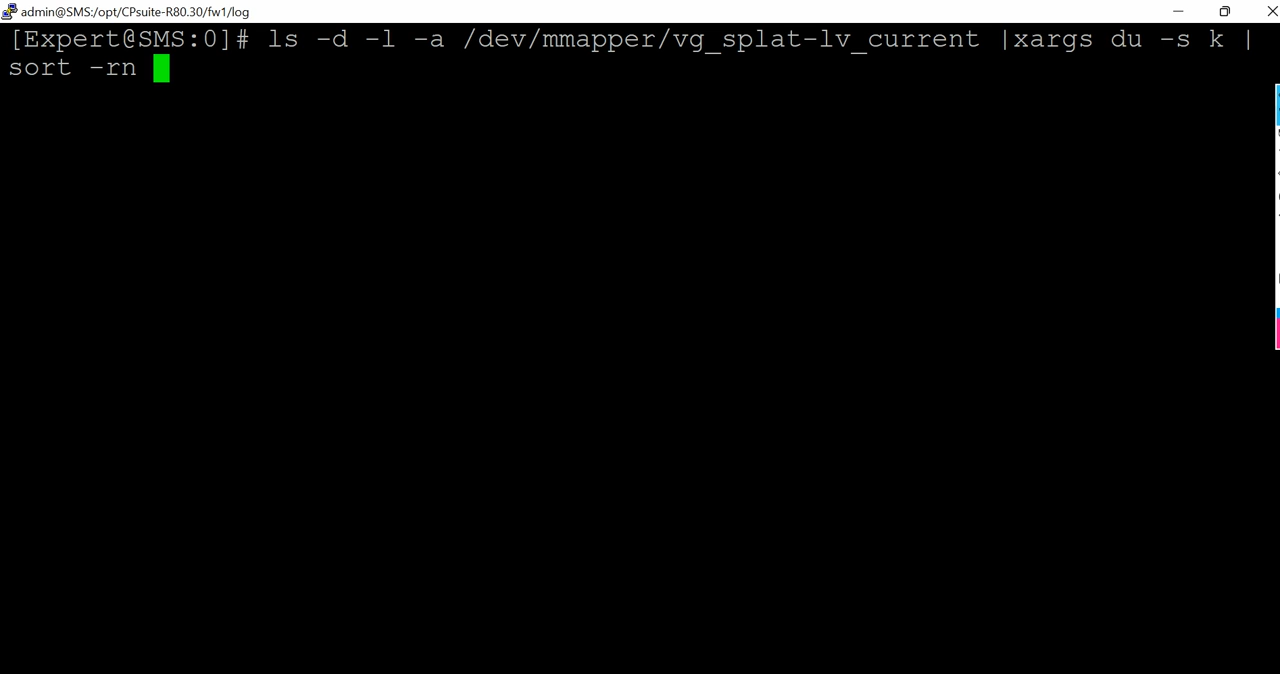 admin@SMS:/opt/CPsuite-R80.30/fw1/log
[Expert@SMS:0]# ls -d -l -a /dev/mmapper/vg_splat-lv_current |xargs du -s k |
sort -rn